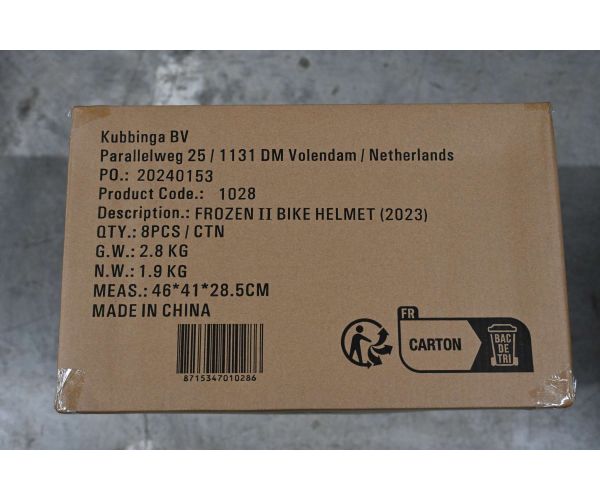 Kubbinga BV
Parallelweg 25 / 1131 DM Volendam / Netherlands
PO.: 20240153
Product Code.: 1028
Description.: FROZEN II BIKE HELMET (2023)
QTY.: 8PCS / CTN
G.W.: 2.8 KG
N.W.: 1.9 KG
MEAS.: 46*41*28.5CM
MADE IN CHINA
8715347010286
FR
CARTON
BAC
DE
TRI